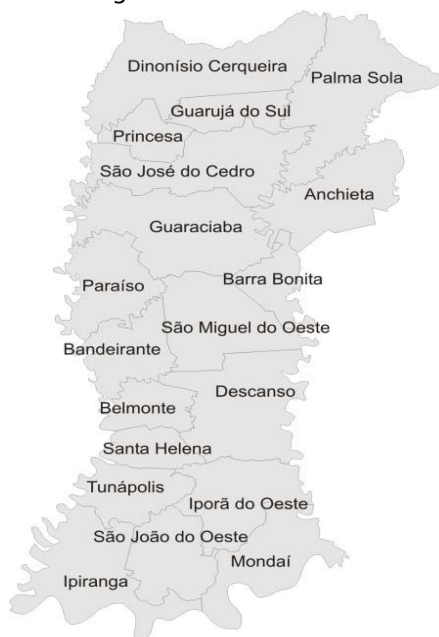 Dinonísio Cerqueira
Palma Sola
Guarujá do Sul
Princesa
São José do Cedro
Anchieta
Guaraciaba
Barra Bonita
Paraíso
São Miguel do Oeste
Bandeirante
Descanso
Belmonte
Santa Helena
Tunápolis
Iporã do Oeste
São João do Oeste
Mondaí
Ipiranga